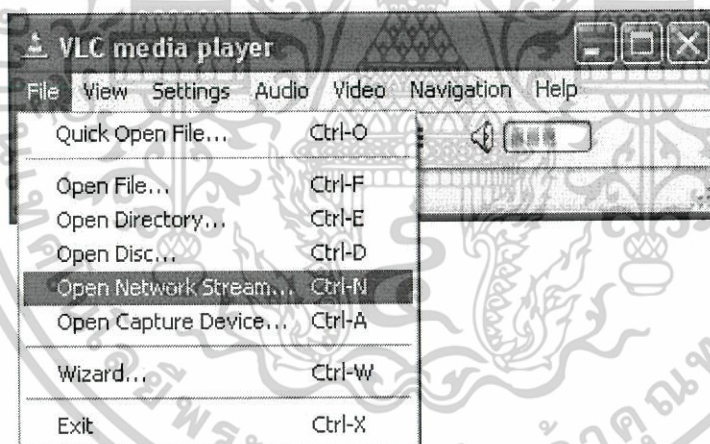 VLC media player
File View Settings Audio Video Navigation Help
Quick Open File... Ctrl-O
Open File... Ctrl-F
Open Directory... Ctrl-E
Open Disc... Ctrl-D
Open Network Stream... Ctrl-N
Open Capture Device... Ctrl-A
Wizard... Ctrl-W
Exit Ctrl-X